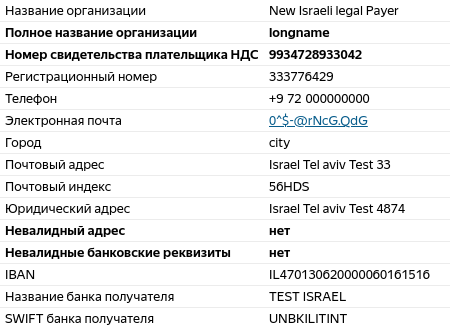 Название организации New Israeli legal Payer
Полное название организации longname
Номер свидетельства плательщика НДС 9934728933042
Регистрационный номер 333776429
Телефон +9 72 000000000
Электронная почта 0^$-@rNcG.QdG
Город city
Почтовый адрес Israel Tel aviv Test 33
Почтовый индекс 56HDS
Юридический адрес Israel Tel aviv Test 4874
Невалидный адрес нет
Невалидные банковские реквизиты нет
IBAN IL470130620000060161516
Название банка получателя TEST ISRAEL
SWIFT банка получателя UNBKILITINT